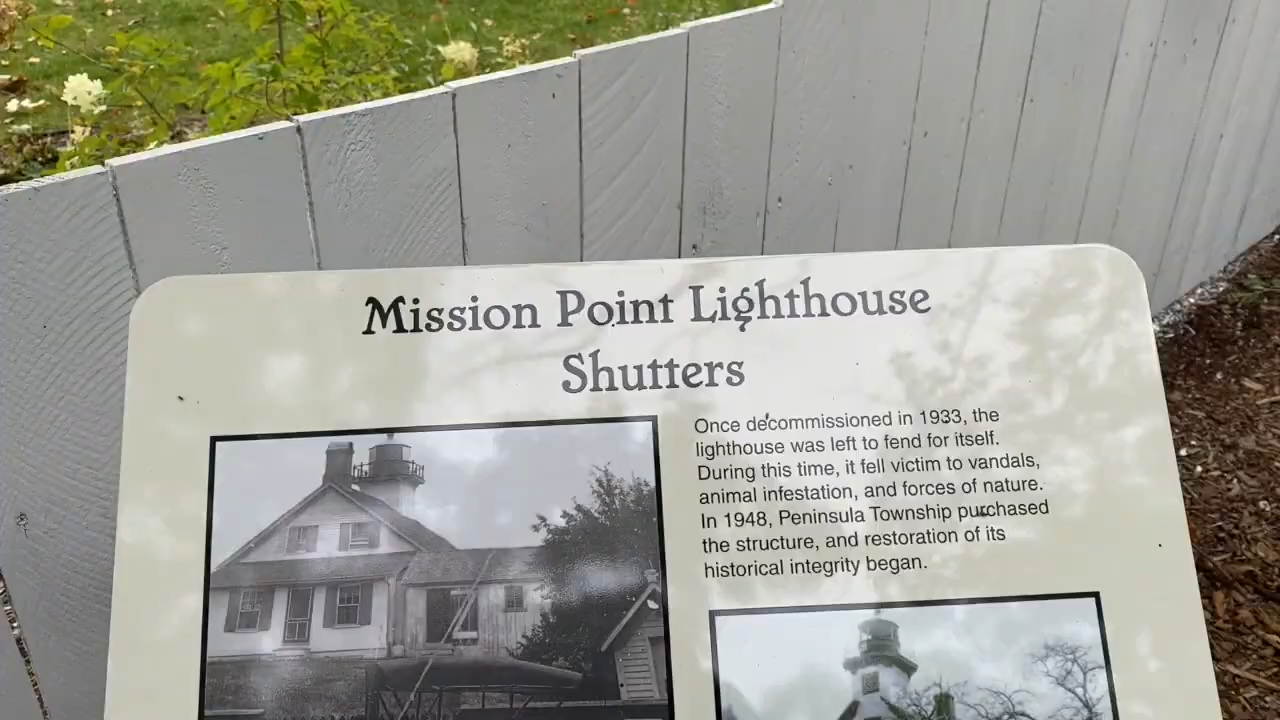 Mission Point Lighthouse
Shutters
Once decommissioned in 1933, the
lighthouse was left to fend for itself.
During this time, it fell victim to vandals,
animal infestation, and forces of nature.
In 1948, Peninsula Township purchased
the structure, and restoration of its
historical integrity began.